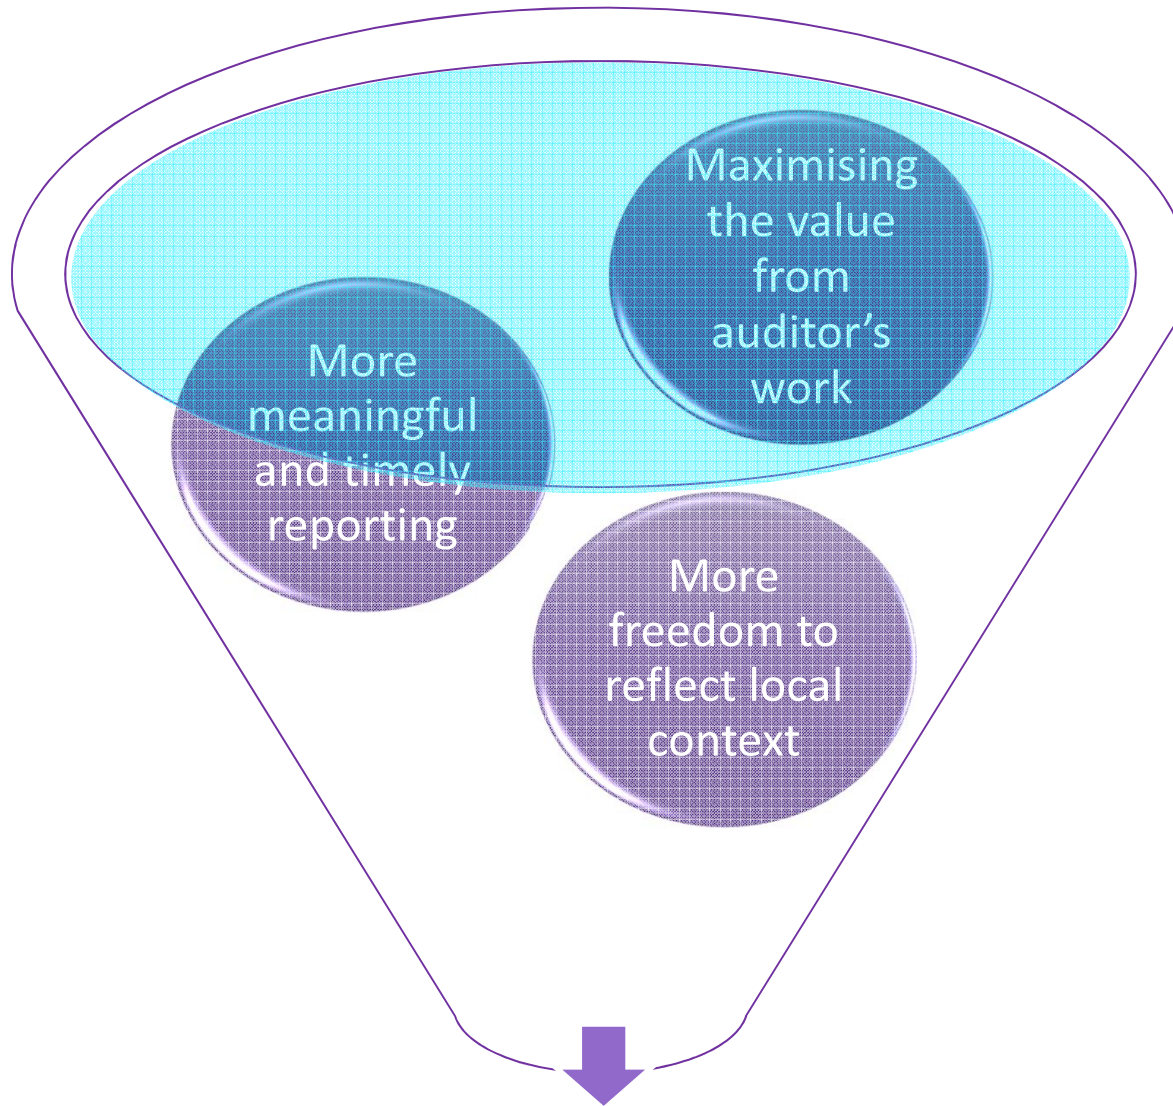 Maximising
the value
from
auditor's
work
More
meaningful
and timely
reporting
More
freedom to
reflect local
context